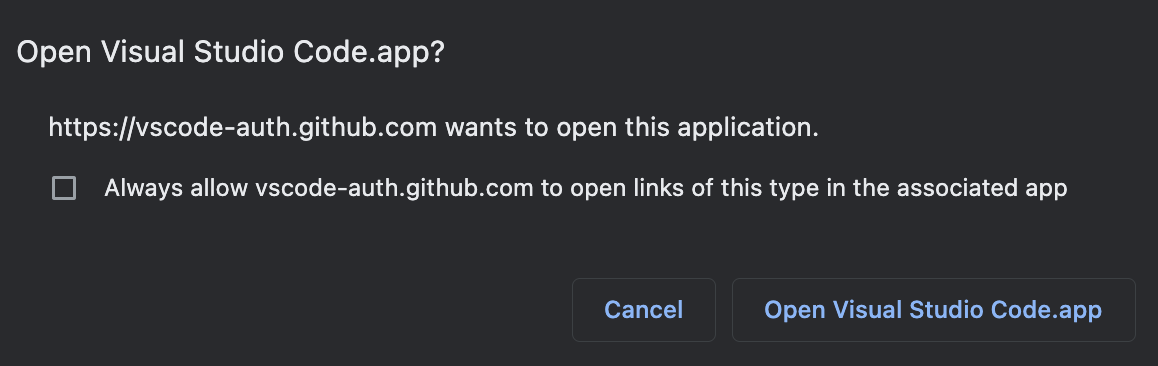 Open Visual Studio Code.app?
https://vscode-auth.github.com wants to open this application.
Always allow vscode-auth.github.com to open links of this type in the associated app
Cancel
Open Visual Studio Code.app